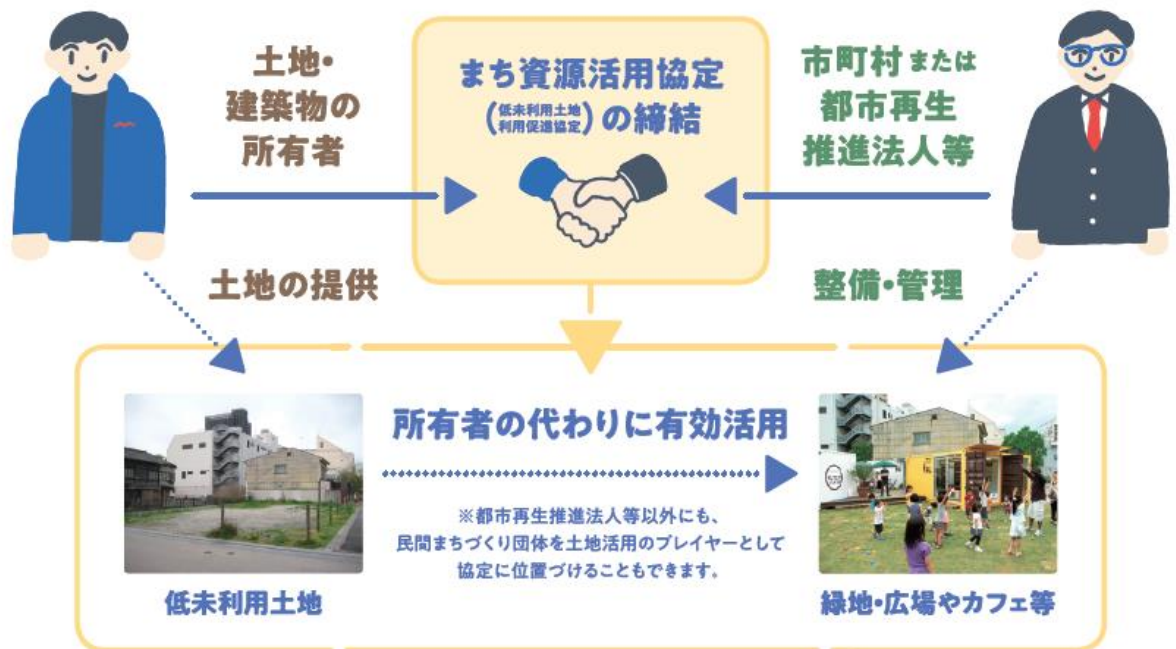 土地・
建築物の
所有者
まち資源活用協定
(低未利用土地
利用促進協定)の締結
市町村または
都市再生
推進法人等
土地の提供
整備・管理
所有者の代わりに有効活用
※都市再生推進法人等以外にも、
民間まちづくり団体を土地活用のプレイヤーとして
協定に位置づけることもできます。
低未利用土地
緑地・広場やカフェ等